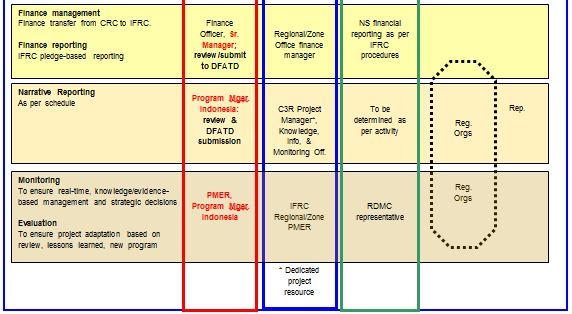 Finance management
Finance transfer from CRC to IFRC.
Finance reporting
IFRC pledge-based reporting
Finance
Officer, Sr.
Manager;
review/submit
to DFATD
Regional/Zone
Office finance
manager
NS financial
reporting as per
IFRC
procedures
Narrative Reporting
As per schedule
Program Mger.
Indonesia:
review &
DFATD
submission
C3R Project
Manager*,
Knowledge,
Info, &
Monitoring Off.
To be
determined as
per activity
Reg.
Orgs
Rep.
Monitoring
To ensure real-time, knowledge/evidence-
based management and strategic decisions
Evaluation
To ensure project adaptation based on
review, lessons learned, new program
PMER,
Program Mger.
Indonesia
IFRC
Regional/Zone
PMER
RDMC
representative
Reg.
Orgs
* Dedicated
project
resource